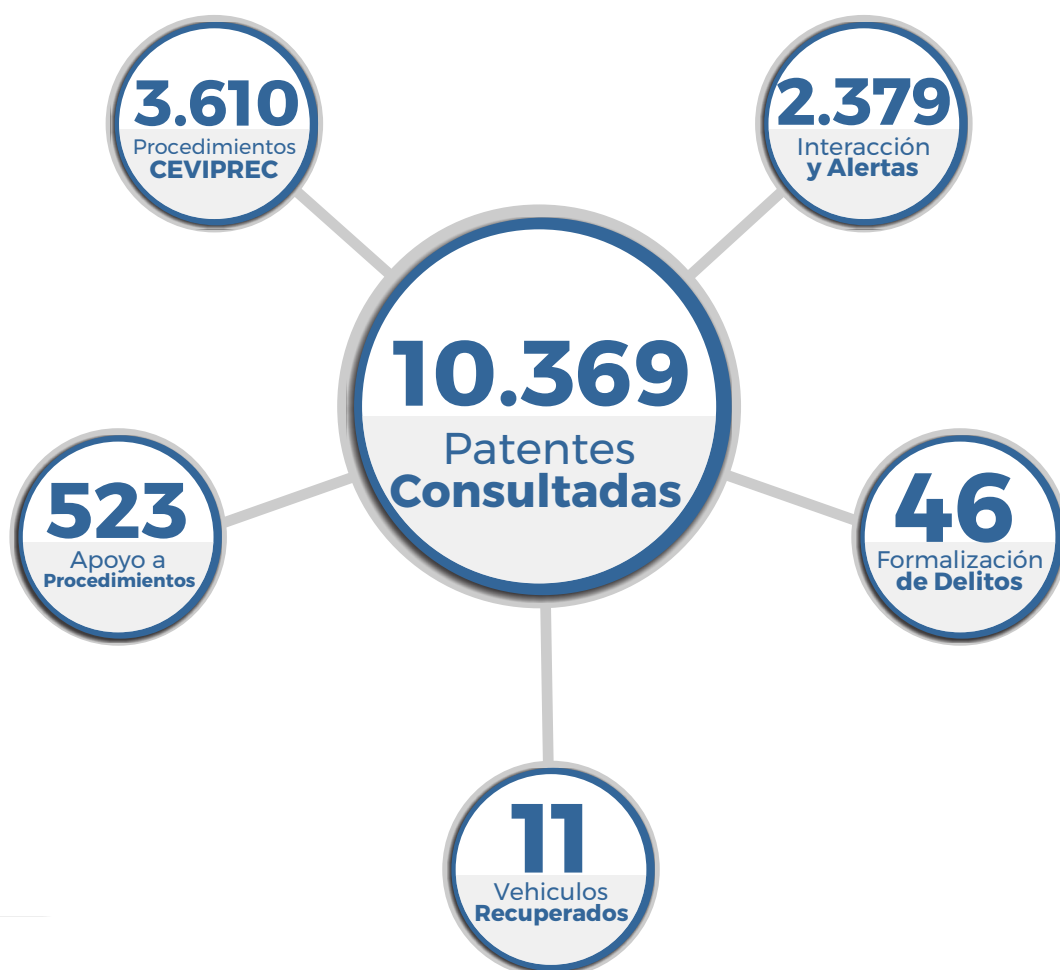 3.610
Procedimientos
CEVIPREC
2.379
Interacción
y Alertas
10.369
Patentes
Consultadas
523
Apoyo a
Procedimientos
46
Formalización
de Delitos
11
Vehiculos
Recuperados